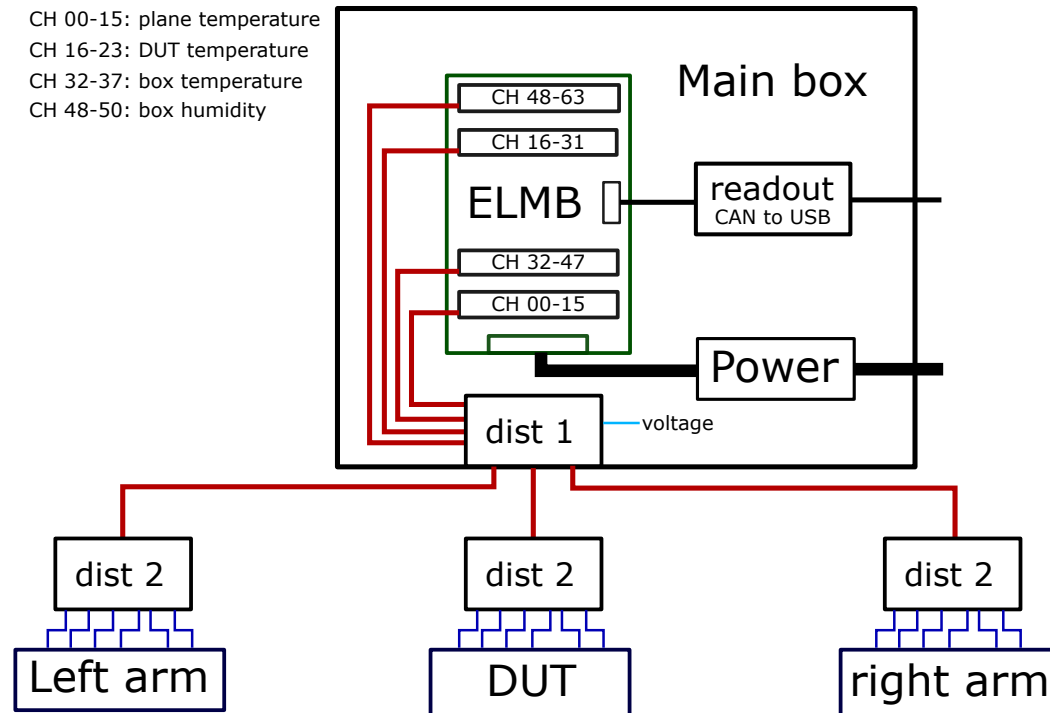 CH 00-15: plane temperature
CH 16-23: DUT temperature
CH 32-37: box temperature
CH 48-50: box humidity
Main box
CH 48-63
CH 16-31
ELMB
readout
CAN to USB
CH 32-47
CH 00-15
Power
dist 1
voltage
dist 2
dist 2
dist 2
Left arm
DUT
right arm